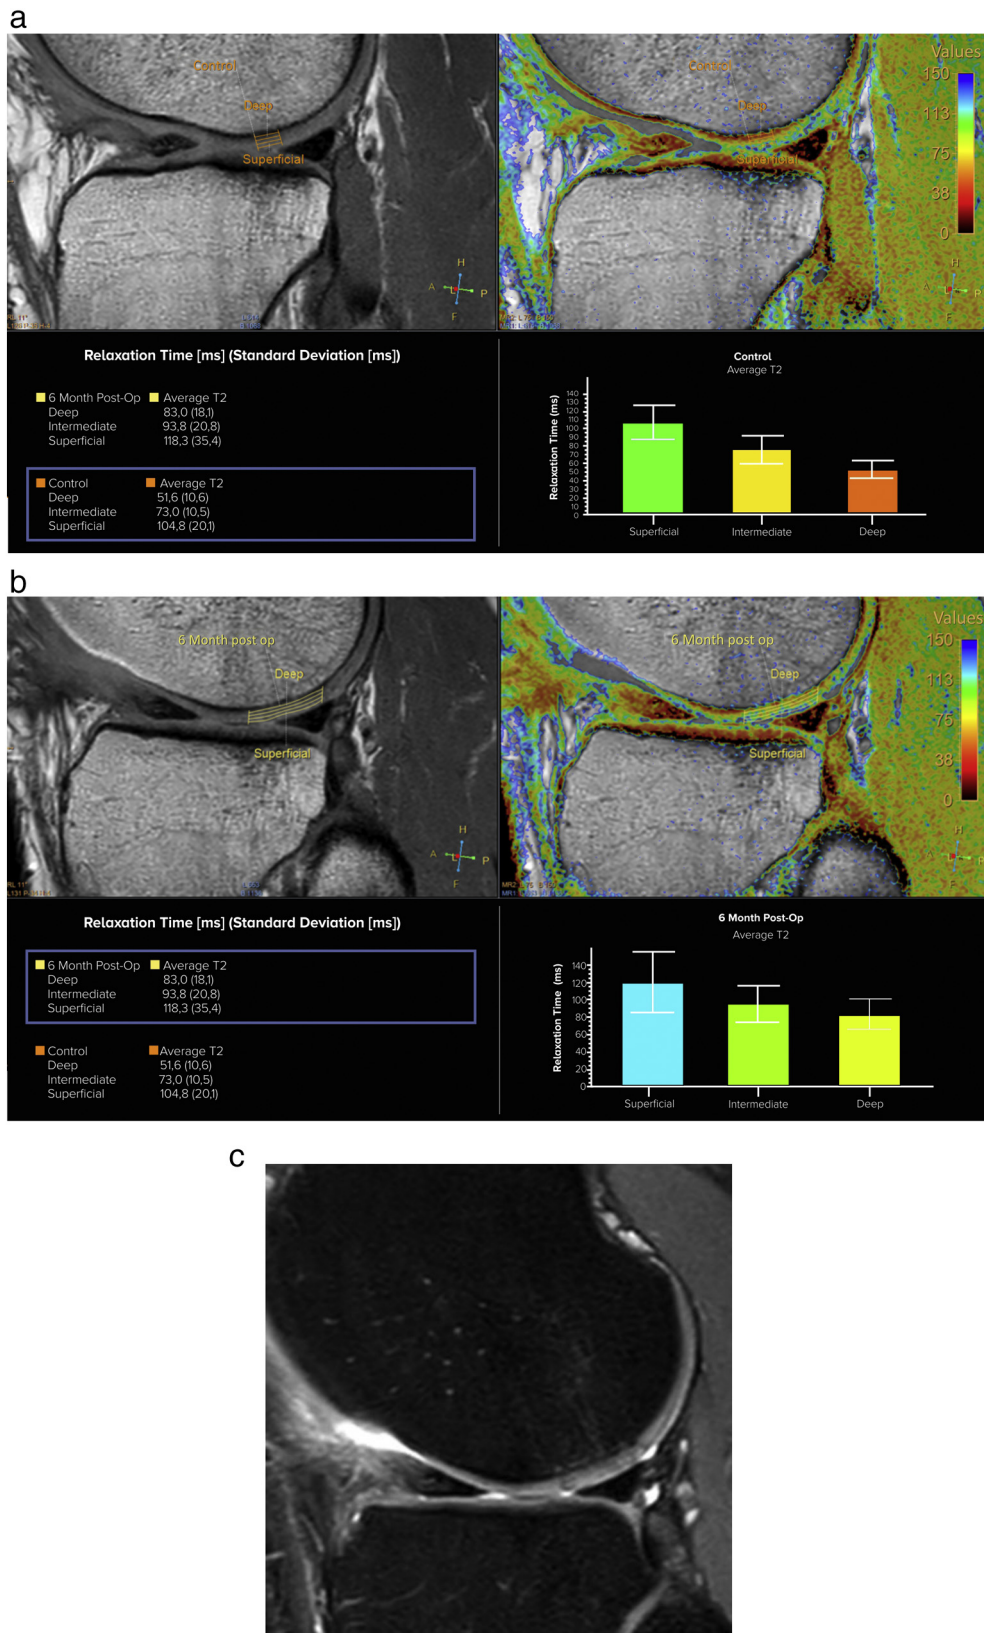 a
Control
Deep
Superficial
H
A
L
P
F
RL 11°
Control
Deep
Superficial
Values
150
113
75
38
0
H
A
L
P
F
Relaxation Time [ms] (Standard Deviation [ms])
6 Month Post-Op Average T2
Deep 83,0 (18,1)
Intermediate 93,8 (20,8)
Superficial 118,3 (35,4)
Control Average T2
Deep 51,6 (10,6)
Intermediate 73,0 (10,5)
Superficial 104,8 (20,1)
Control
Average T2
Relaxation Time (ms)
140
130
120
110
100
90
80
70
60
50
40
30
20
10
0
Superficial Intermediate Deep
b
6 Month post op
Deep
Superficial
H
A
L
P
F
RL 11°
6 Month post op
Deep
Superficial
Values
150
113
75
38
0
H
A
L
P
F
Relaxation Time [ms] (Standard Deviation [ms])
6 Month Post-Op Average T2
Deep 83,0 (18,1)
Intermediate 93,8 (20,8)
Superficial 118,3 (35,4)
Control Average T2
Deep 51,6 (10,6)
Intermediate 73,0 (10,5)
Superficial 104,8 (20,1)
6 Month Post-Op
Average T2
Relaxation Time (ms)
140
120
100
80
60
40
20
0
Superficial Intermediate Deep
c